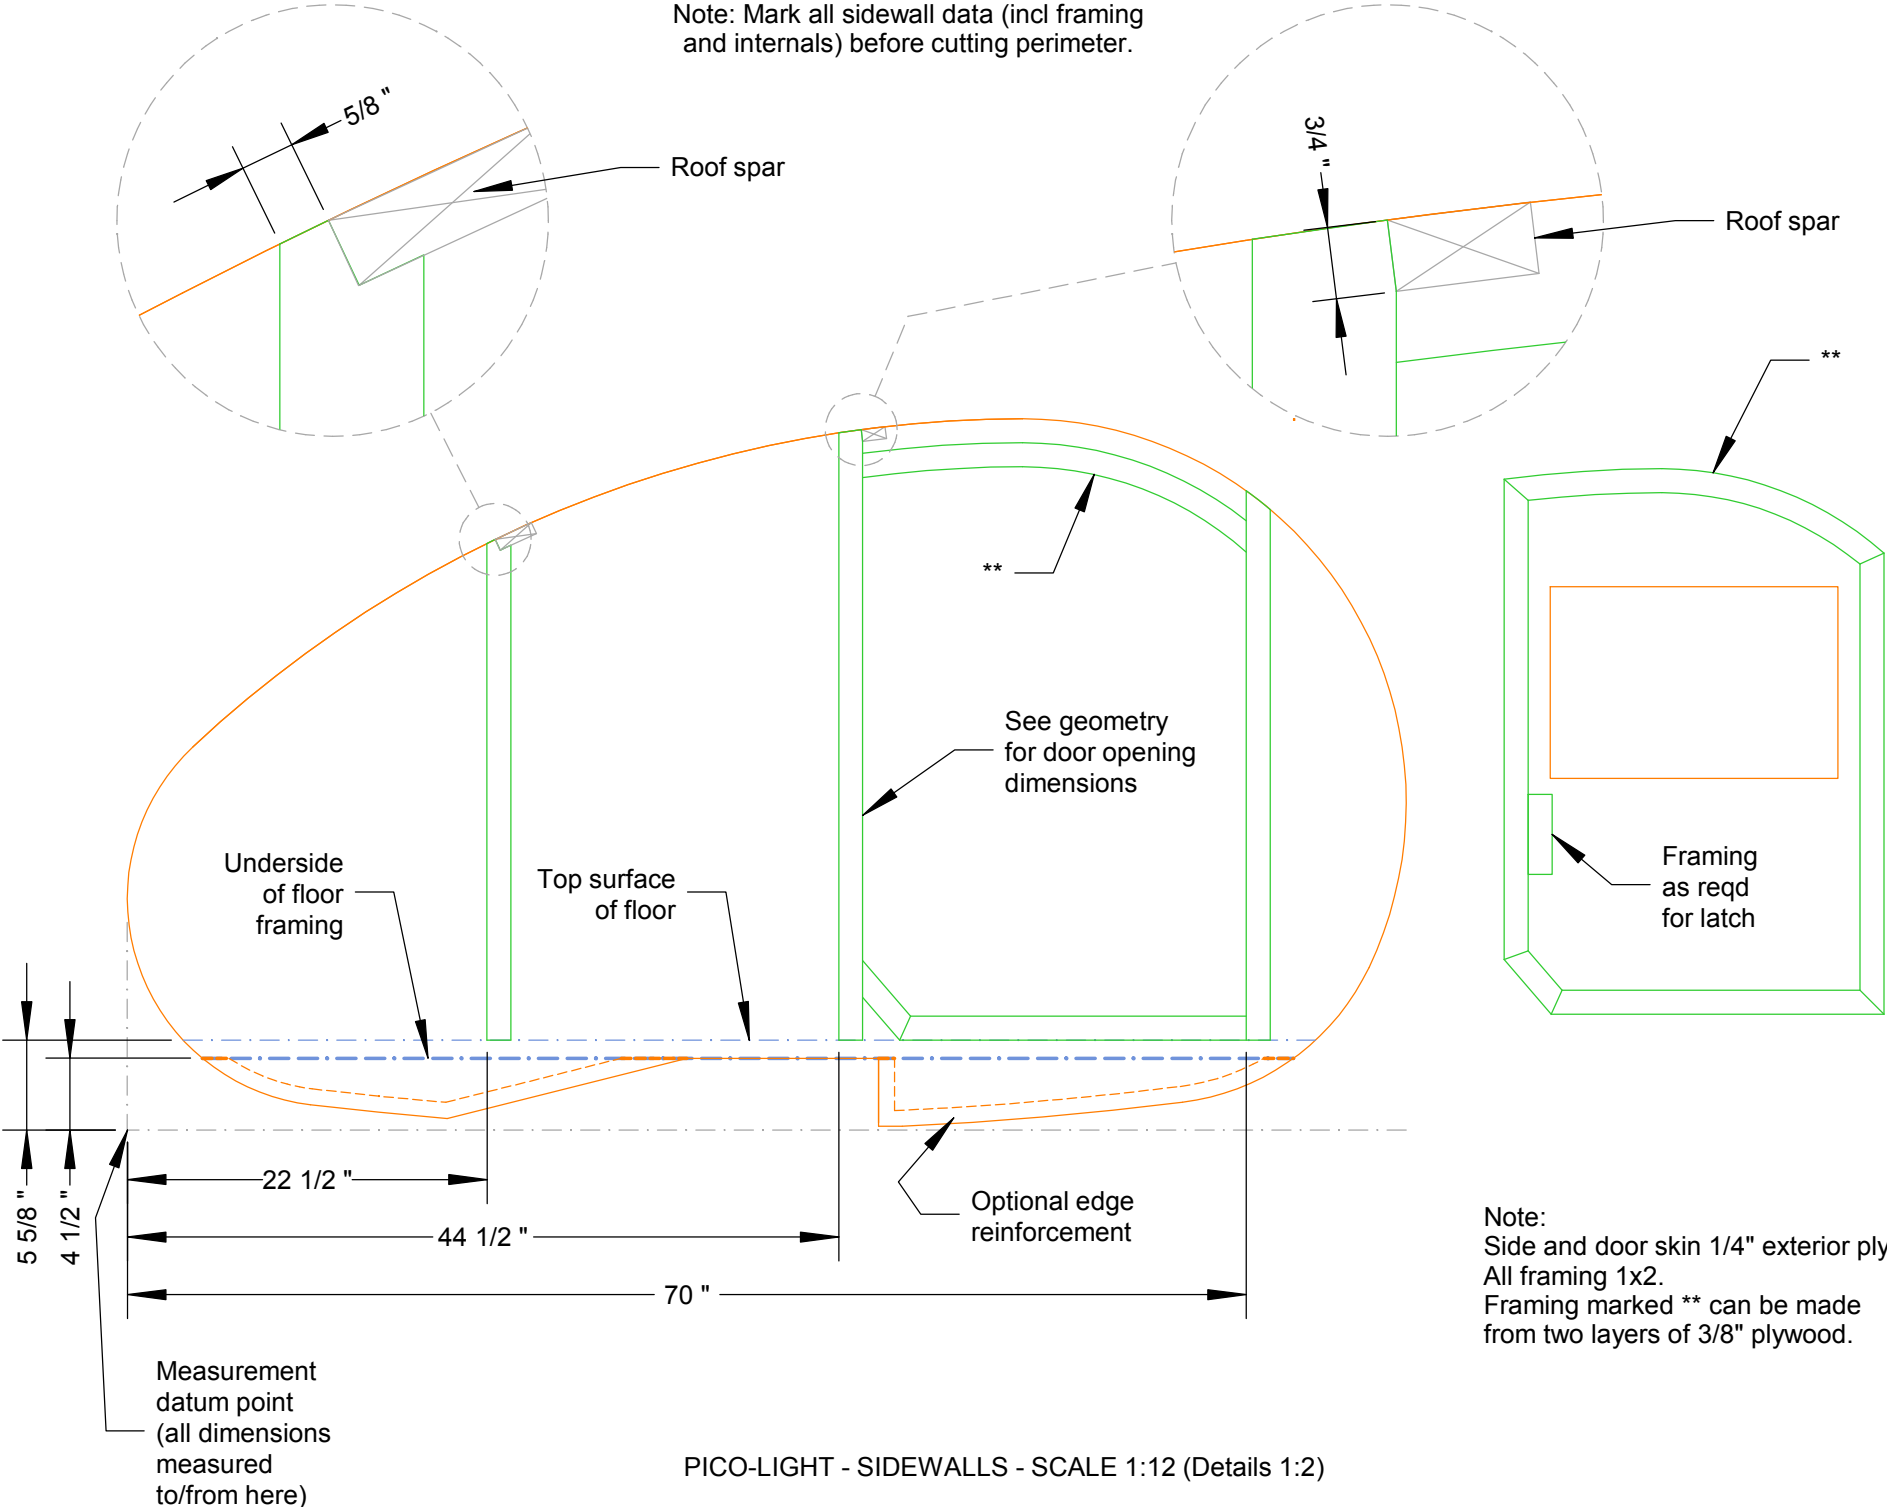 Note: Mark all sidewall data (incl framing
and internals) before cutting perimeter.
5/8 "
Roof spar
3/4 "
Roof spar
**
**
See geometry
for door opening
dimensions
Underside
of floor
framing
Top surface
of floor
Framing
as reqd
for latch
5 5/8 "
4 1/2 "
22 1/2 "
44 1/2 "
70 "
Optional edge
reinforcement
Note:
Side and door skin 1/4" exterior ply
All framing 1x2.
Framing marked ** can be made
from two layers of 3/8" plywood.
Measurement
datum point
(all dimensions
measured
to/from here)
PICO-LIGHT - SIDEWALLS - SCALE 1:12 (Details 1:2)